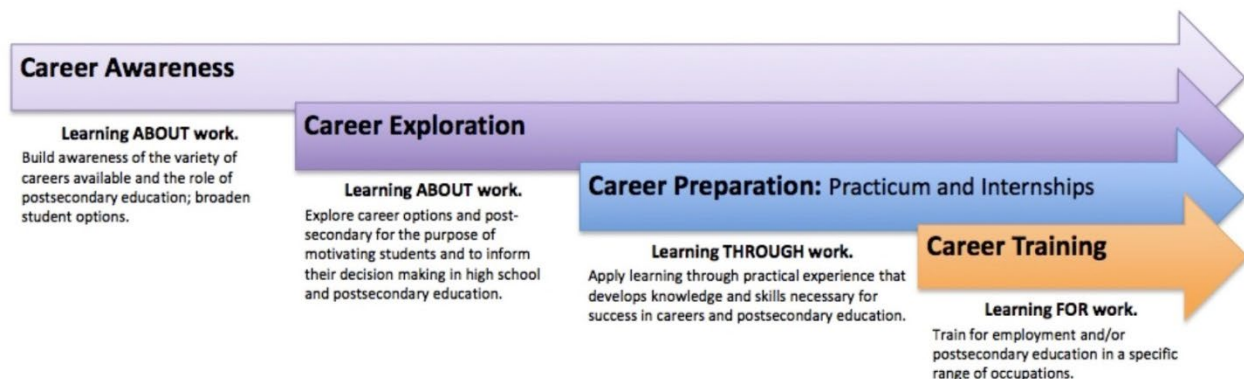 Career Awareness
Learning ABOUT work.
Build awareness of the variety of
careers available and the role of
postsecondary education; broaden
student options.
Career Exploration
Learning ABOUT work.
Explore career options and post-
secondary for the purpose of
motivating students and to inform
their decision making in high school
and postsecondary education.
Career Preparation: Practicum and Internships
Learning THROUGH work.
Apply learning through practical experience that
develops knowledge and skills necessary for
success in careers and postsecondary education.
Career Training
Learning FOR work.
Train for employment and/or
postsecondary education in a specific
range of occupations.